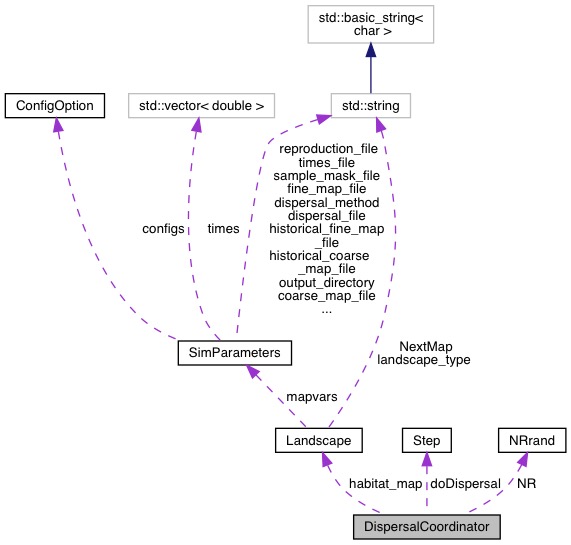 std::basic_string<
char >
ConfigOption
std::vector< double >
std::string
reproduction_file
times_file
sample_mask_file
fine_map_file
dispersal_method
dispersal_file
historical_fine_map
_file
historical_coarse
_map_file
output_directory
coarse_map_file
...
configs
times
SimParameters
NextMap
landscape_type
mapvars
Landscape
Step
NRrand
habitat_map
doDispersal
NR
DispersalCoordinator